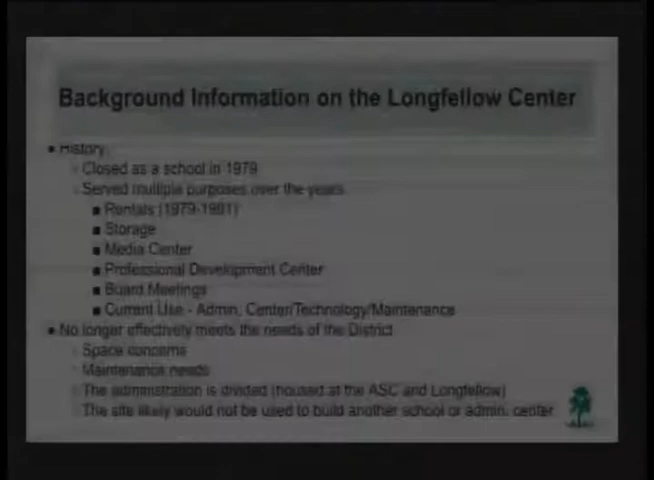 Background Information on the Longfellow Center
History
Closed as a school in 1979
Served multiple purposes over the years
Rentals (1979-1981)
Storage
Media Center
Professional Development Center
Board Meetings
Current Use - Admin. Center/Technology/Maintenance
No longer effectively meets the needs of the District
Space concerns
Maintenance needs
The administration is divided (housed at the ASC and Longfellow)
The site likely would not be used to build another school or admin. center